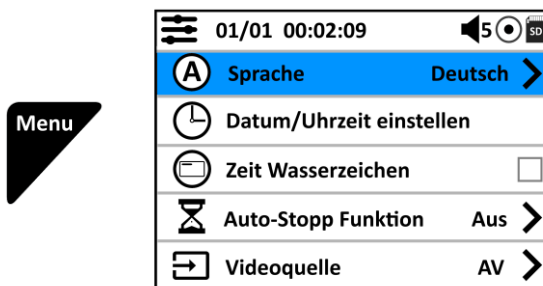 01/01 00:02:09 5 SD
A Sprache Deutsch
Menu
Datum/Uhrzeit einstellen
Zeit Wasserzeichen
Auto-Stopp Funktion Aus
Videoquelle AV